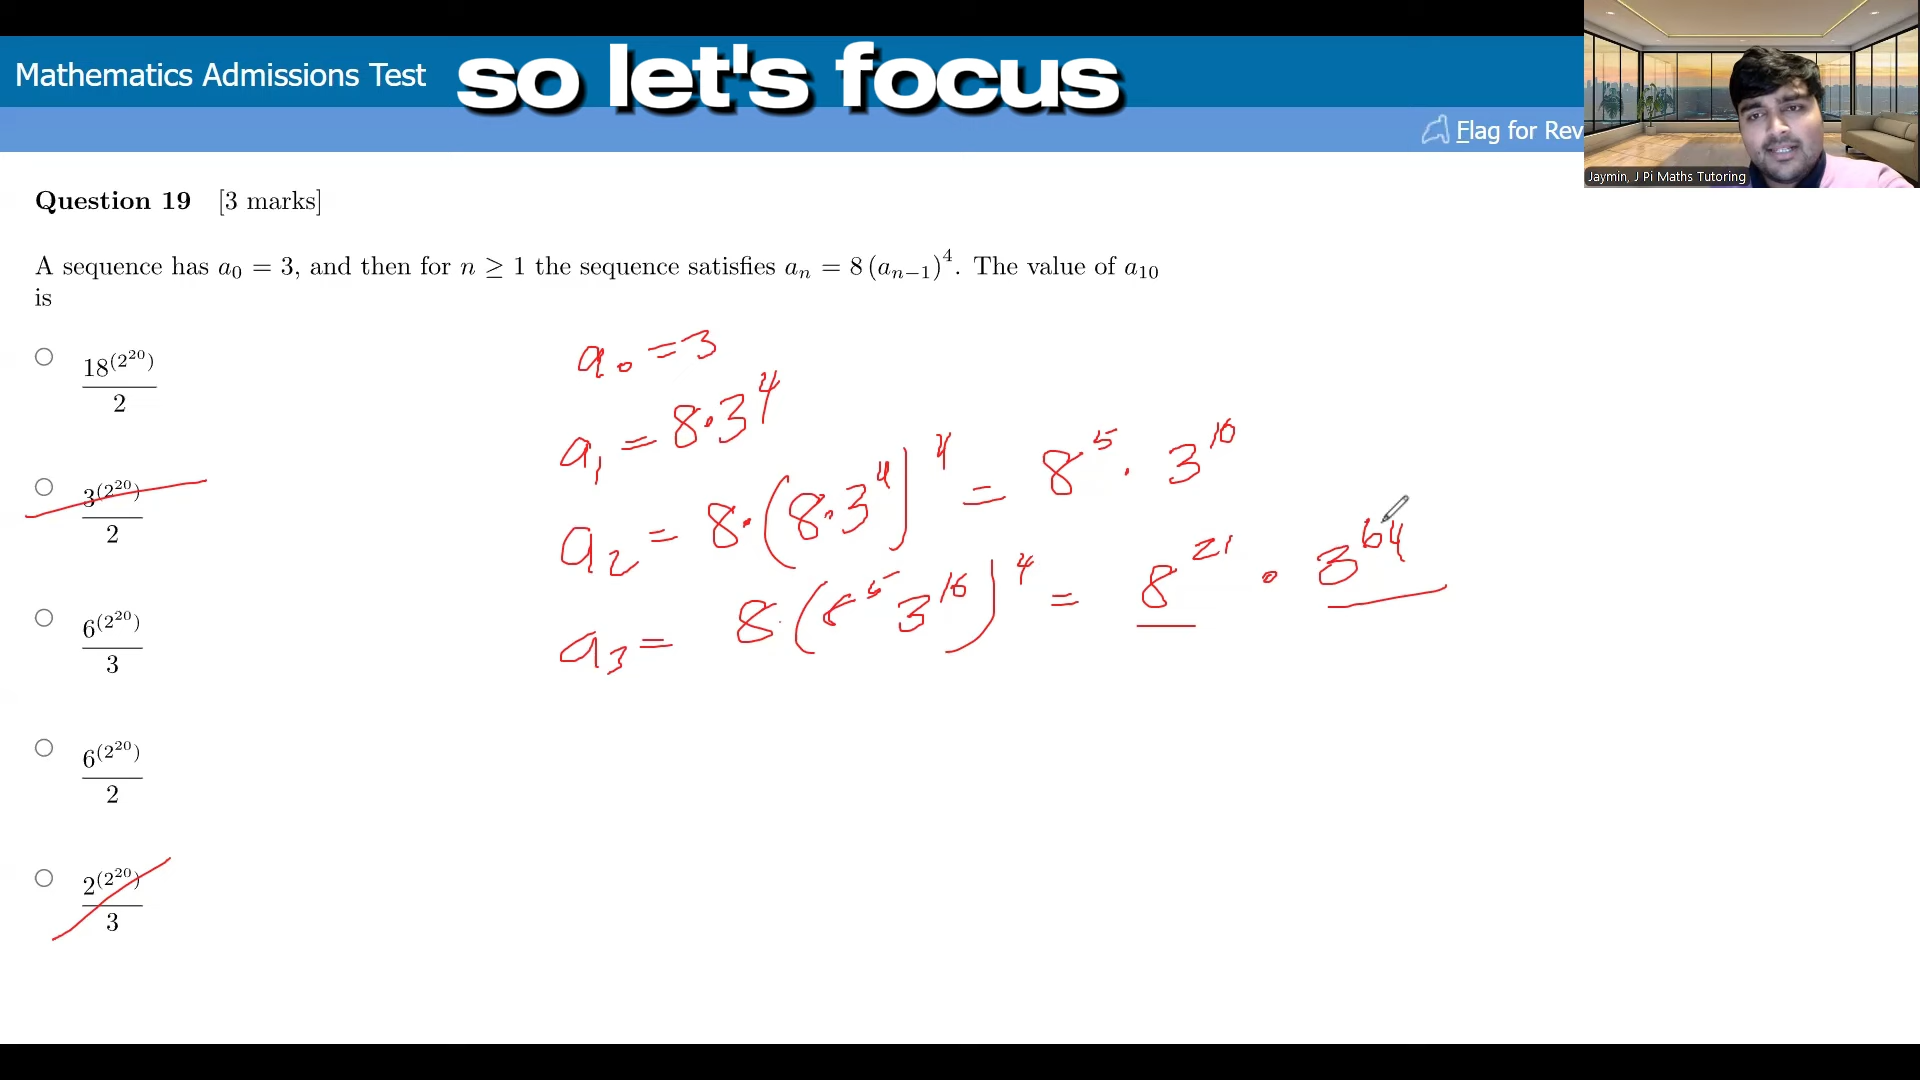 Mathematics Admissions Test
so let's focus
Flag for Rev
Jaymin, J Pi Maths Tutoring
Question 19 [3 marks]
A sequence has a₀ = 3, and then for n ≥ 1 the sequence satisfies aₙ = 8 (aₙ₋₁)⁴. The value of a₁₀
is
18^(2^20) / 2
3^(2^20) / 2
6^(2^20) / 3
6^(2^20) / 2
2^(2^20) / 3
a₀ = 3
a₁ = 8·3⁴
a₂ = 8·(8·3⁴)⁴ = 8⁵ · 3¹⁶
a₃ = 8·(8⁵ 3¹⁶)⁴ = 8²¹ · 3⁶⁴